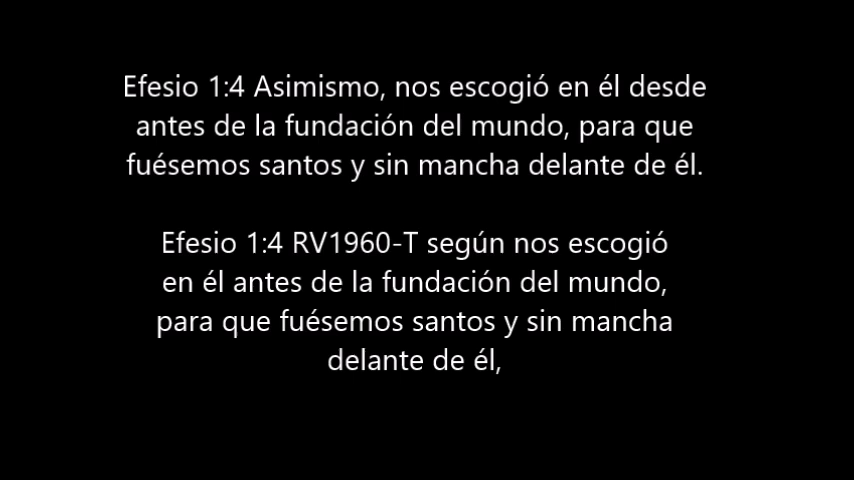 Efesio 1:4 Asimismo, nos escogió en él desde
antes de la fundación del mundo, para que
fuésemos santos y sin mancha delante de él.
Efesio 1:4 RV1960-T según nos escogió
en él antes de la fundación del mundo,
para que fuésemos santos y sin mancha
delante de él,